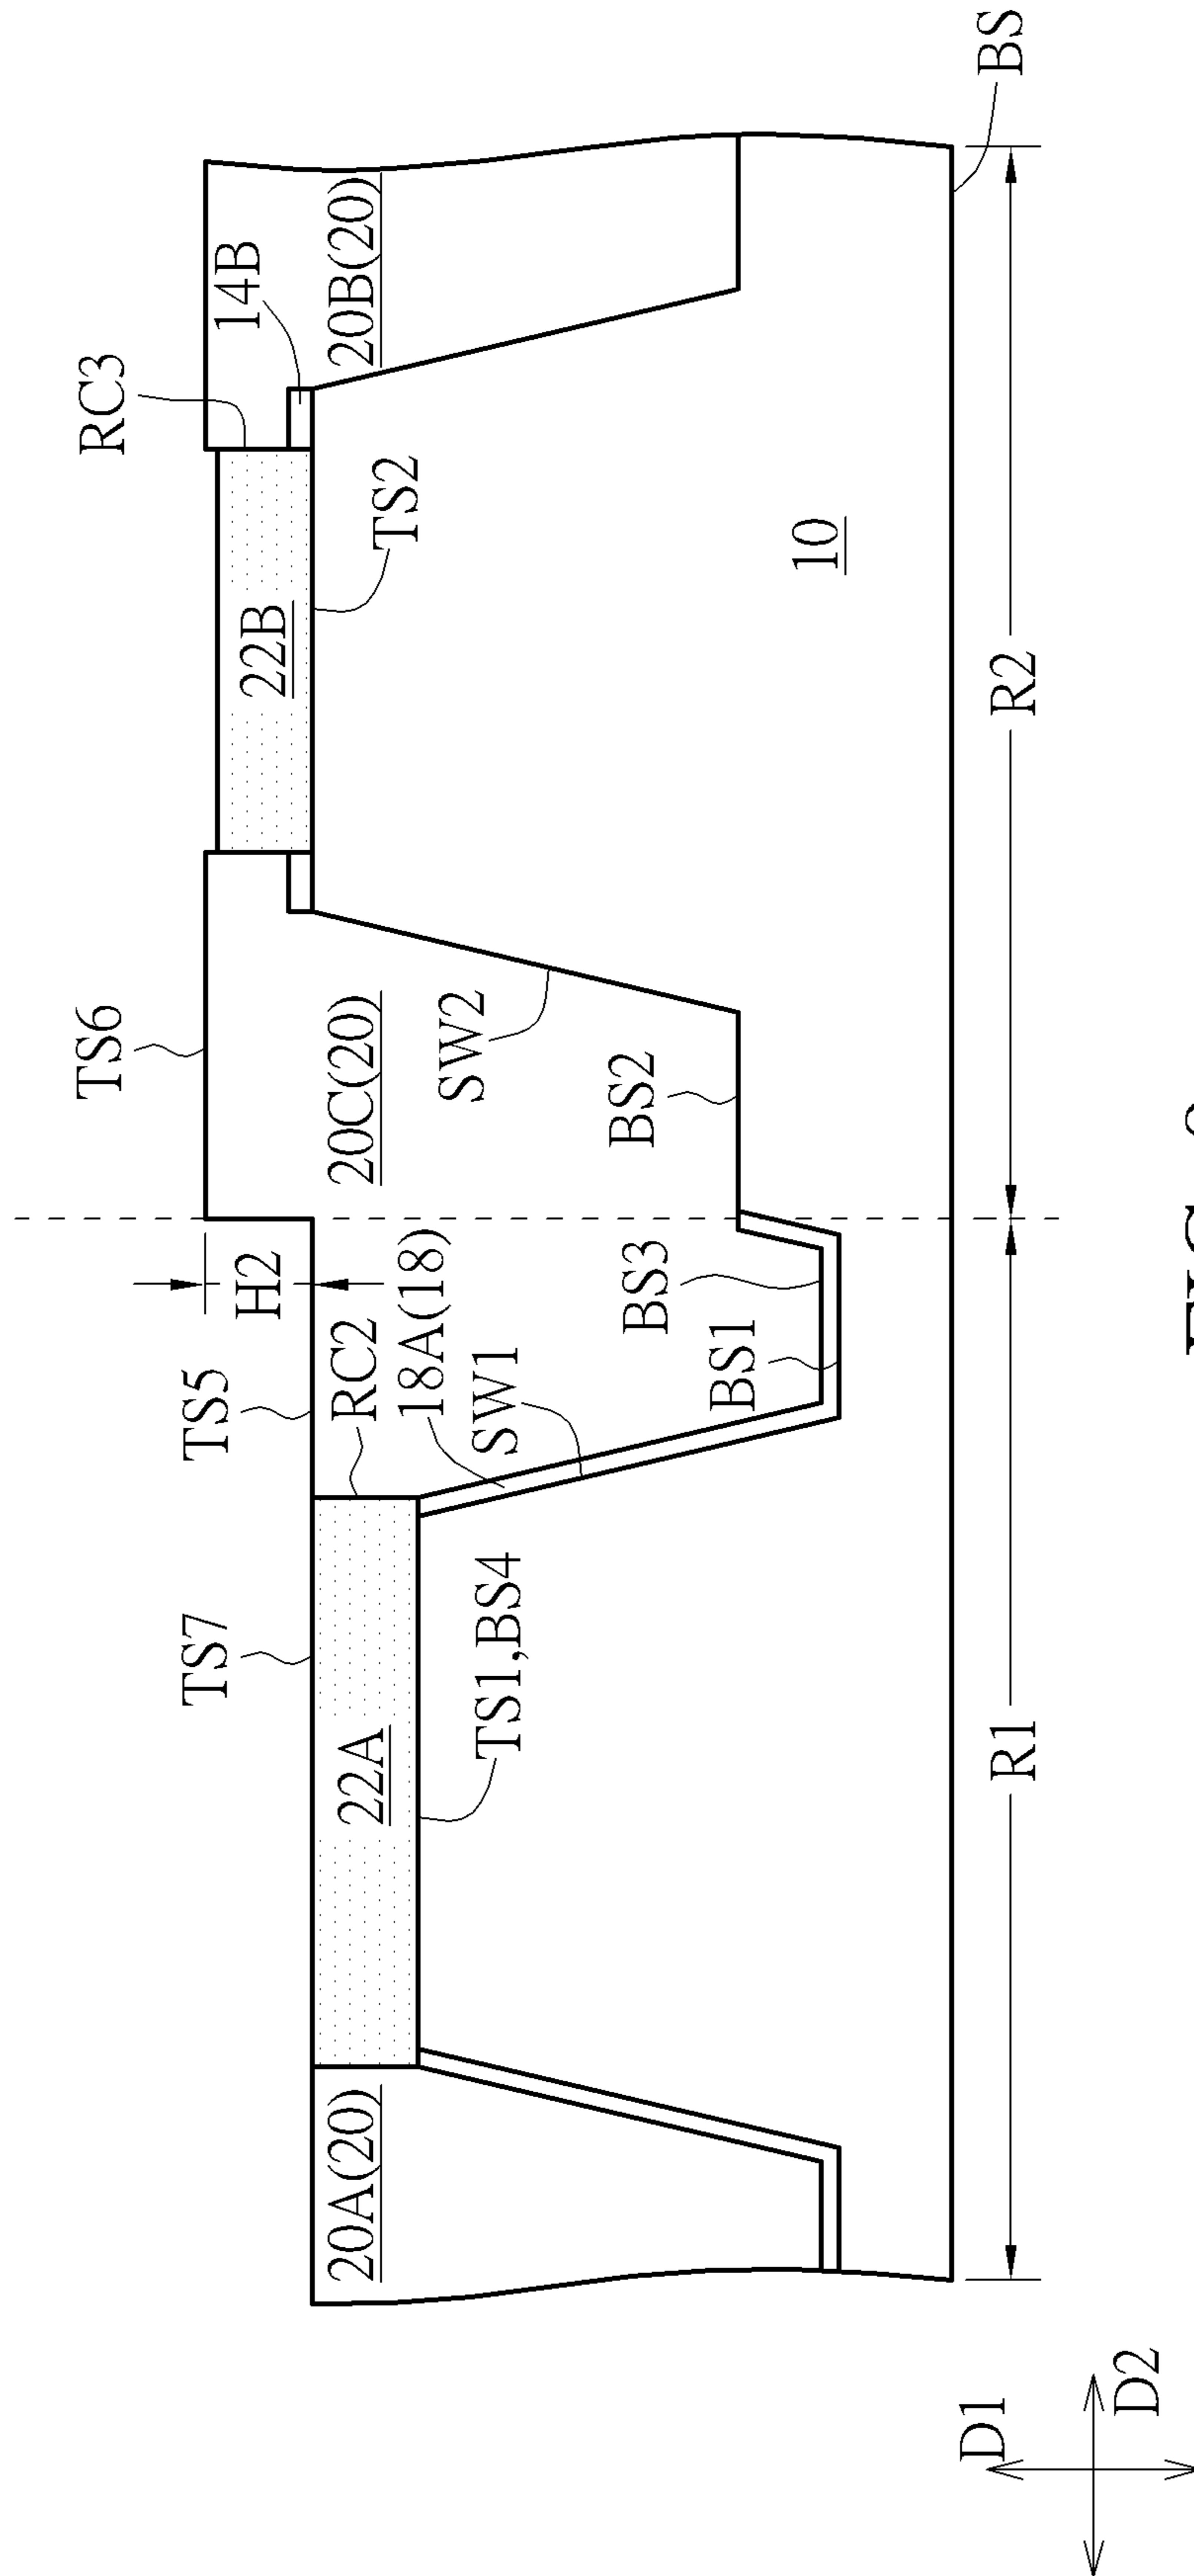 TS7
TS5
TS6
RC3
H2
14B
22A
22B
20A(20)
RC2
20C(20)
20B(20)
18A(18)
TS2
TS1,BS4
SW1
SW2
BS3
BS2
BS1
10
BS
R1
R2
D1
D2